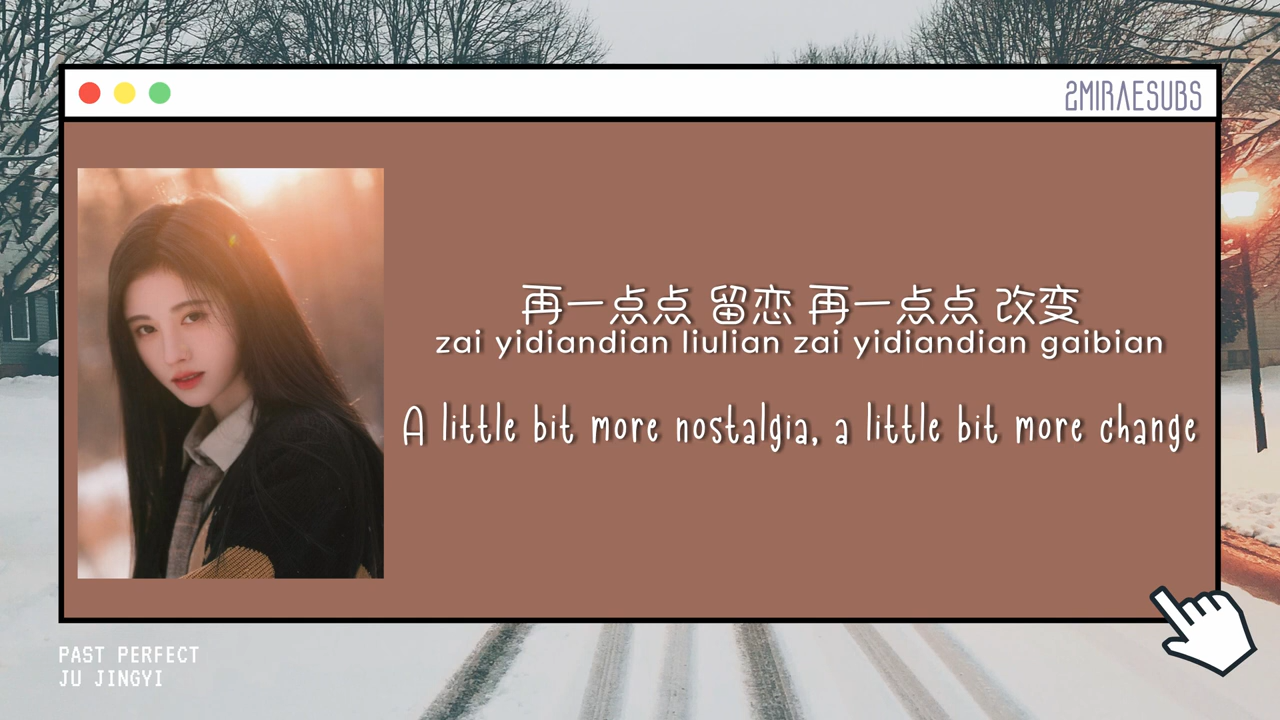 2MIRAESUBS
再一点点 留恋 再一点点 改变
zai yidiandian liulian zai yidiandian gaibian
A little bit more nostalgia, a little bit more change
PAST PERFECT
JU JINGYI